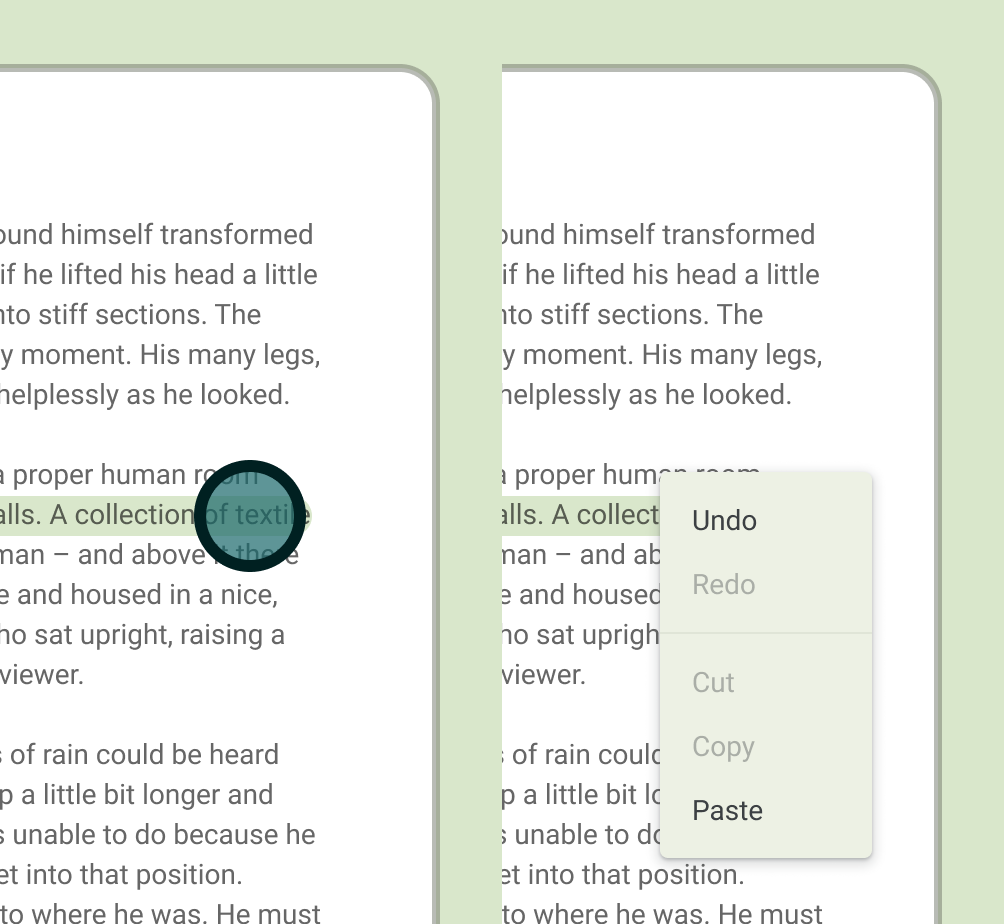 ound himself transformed
if he lifted his head a little
nto stiff sections. The
y moment. His many legs,
helplessly as he looked.
a proper human room
alls. A collection of textile
man – and above it there
e and housed in a nice,
ho sat upright, raising a
viewer.
s of rain could be heard
p a little bit longer and
s unable to do because he
et into that position.
to where he was. He must
ound himself transformed
if he lifted his head a little
nto stiff sections. The
y moment. His many legs,
helplessly as he looked.
a proper human room
alls. A collect
man – and ab
e and housed
ho sat uprigh
viewer.
s of rain could
p a little bit lo
s unable to do
et into that position.
to where he was. He must
Undo
Redo
Cut
Copy
Paste